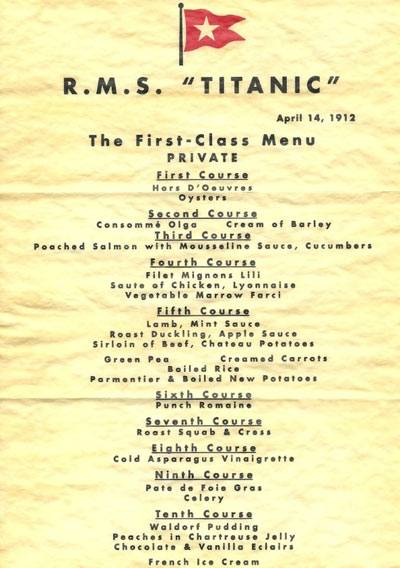 R.M.S. "TITANIC"
April 14, 1912
The First-Class Menu
PRIVATE
First Course
Hors D'Oeuvres
Oysters
Second Course
Consommé Olga Cream of Barley
Third Course
Poached Salmon with Mousseline Sauce, Cucumbers
Fourth Course
Filet Mignons Lili
Saute of Chicken, Lyonnaise
Vegetable Marrow Farci
Fifth Course
Lamb, Mint Sauce
Roast Duckling, Apple Sauce
Sirloin of Beef, Chateau Potatoes
Green Pea Creamed Carrots
Boiled Rice
Parmentier & Boiled New Potatoes
Sixth Course
Punch Romaine
Seventh Course
Roast Squab & Cress
Eighth Course
Cold Asparagus Vinaigrette
Ninth Course
Pate de Foie Gras
Celery
Tenth Course
Waldorf Pudding
Peaches in Chartreuse Jelly
Chocolate & Vanilla Eclairs
French Ice Cream